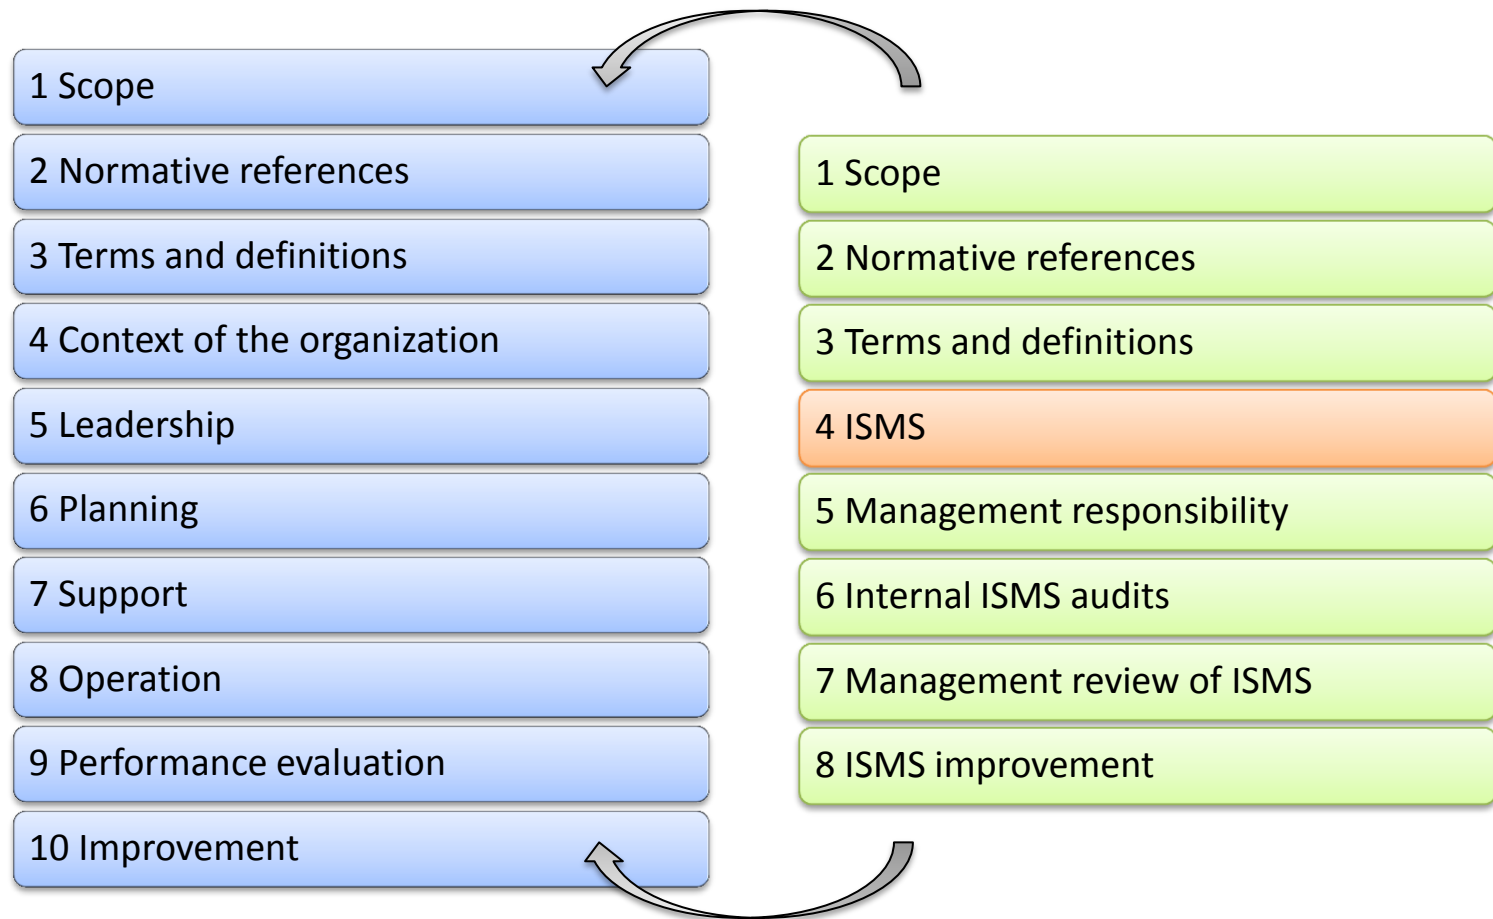 1 Scope
2 Normative references
3 Terms and definitions
4 Context of the organization
5 Leadership
6 Planning
7 Support
8 Operation
9 Performance evaluation
10 Improvement
1 Scope
2 Normative references
3 Terms and definitions
4 ISMS
5 Management responsibility
6 Internal ISMS audits
7 Management review of ISMS
8 ISMS improvement